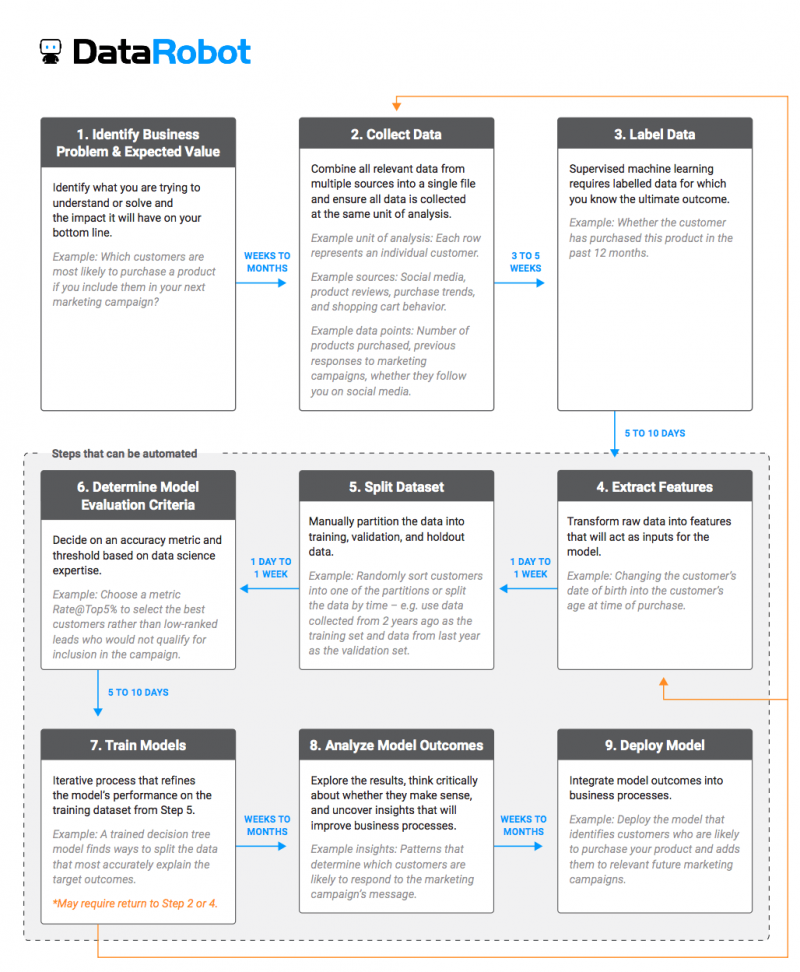 DataRobot
1. Identify Business
Problem & Expected Value
Identify what you are trying to
understand or solve and
the impact it will have on your
bottom line.
Example: Which customers are
most likely to purchase a product
if you include them in your next
marketing campaign?
WEEKS TO
MONTHS
2. Collect Data
Combine all relevant data from
multiple sources into a single file
and ensure all data is collected
at the same unit of analysis.
Example unit of analysis: Each row
represents an individual customer.
Example sources: Social media,
product reviews, purchase trends,
and shopping cart behavior.
Example data points: Number of
products purchased, previous
responses to marketing
campaigns, whether they follow
you on social media.
3 TO 5
WEEKS
3. Label Data
Supervised machine learning
requires labelled data for which
you know the ultimate outcome.
Example: Whether the customer
has purchased this product in the
past 12 months.
5 TO 10 DAYS
Steps that can be automated
4. Extract Features
Transform raw data into features
that will act as inputs for the
model.
Example: Changing the customer's
date of birth into the customer's
age at time of purchase.
1 DAY TO
1 WEEK
5. Split Dataset
Manually partition the data into
training, validation, and holdout
data.
Example: Randomly sort customers
into one of the partitions or split
the data by time – e.g. use data
collected from 2 years ago as the
training set and data from last year
as the validation set.
1 DAY TO
1 WEEK
6. Determine Model
Evaluation Criteria
Decide on an accuracy metric and
threshold based on data science
expertise.
Example: Choose a metric
Rate@Top5% to select the best
customers rather than low-ranked
leads who would not qualify for
inclusion in the campaign.
5 TO 10 DAYS
7. Train Models
Iterative process that refines
the model's performance on the
training dataset from Step 5.
Example: A trained decision tree
model finds ways to split the data
that most accurately explain the
target outcomes.
*May require return to Step 2 or 4.
WEEKS TO
MONTHS
8. Analyze Model Outcomes
Explore the results, think critically
about whether they make sense,
and uncover insights that will
improve business processes.
Example insights: Patterns that
determine which customers are
likely to respond to the marketing
campaign's message.
WEEKS TO
MONTHS
9. Deploy Model
Integrate model outcomes into
business processes.
Example: Deploy the model that
identifies customers who are likely
to purchase your product and adds
them to relevant future marketing
campaigns.